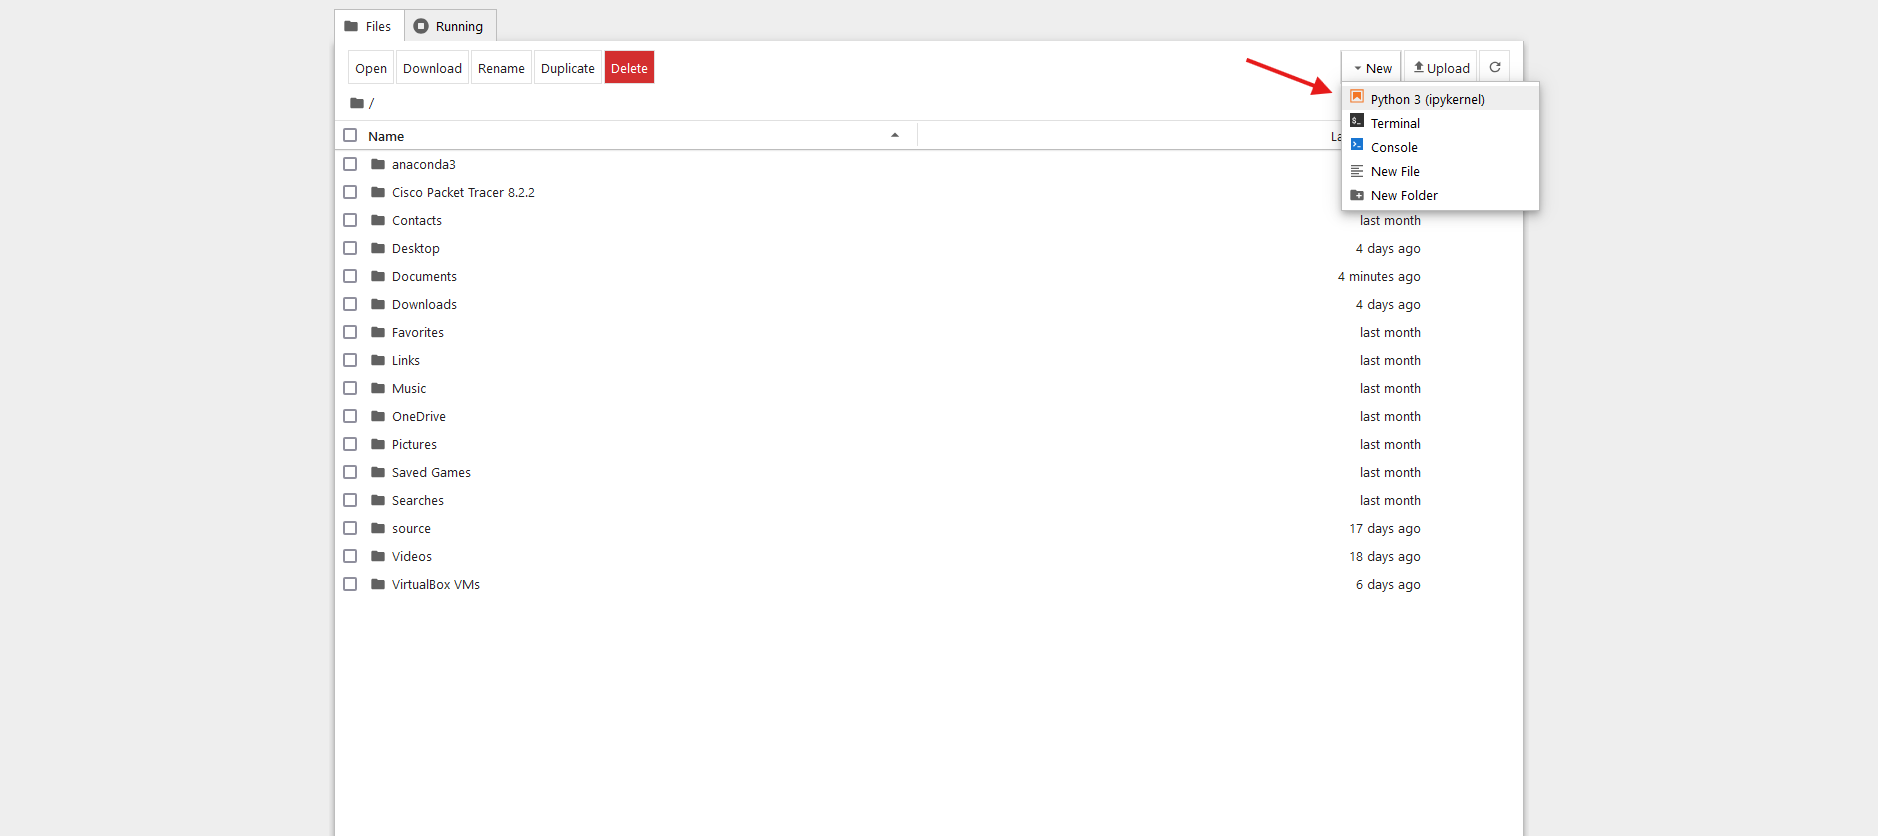 Files Running
Open Download Rename Duplicate Delete New Upload
/
Python 3 (ipykernel)
Terminal
Console
New File
New Folder
Name La
anaconda3
Cisco Packet Tracer 8.2.2
Contacts last month
Desktop 4 days ago
Documents 4 minutes ago
Downloads 4 days ago
Favorites last month
Links last month
Music last month
OneDrive last month
Pictures last month
Saved Games last month
Searches last month
source 17 days ago
Videos 18 days ago
VirtualBox VMs 6 days ago